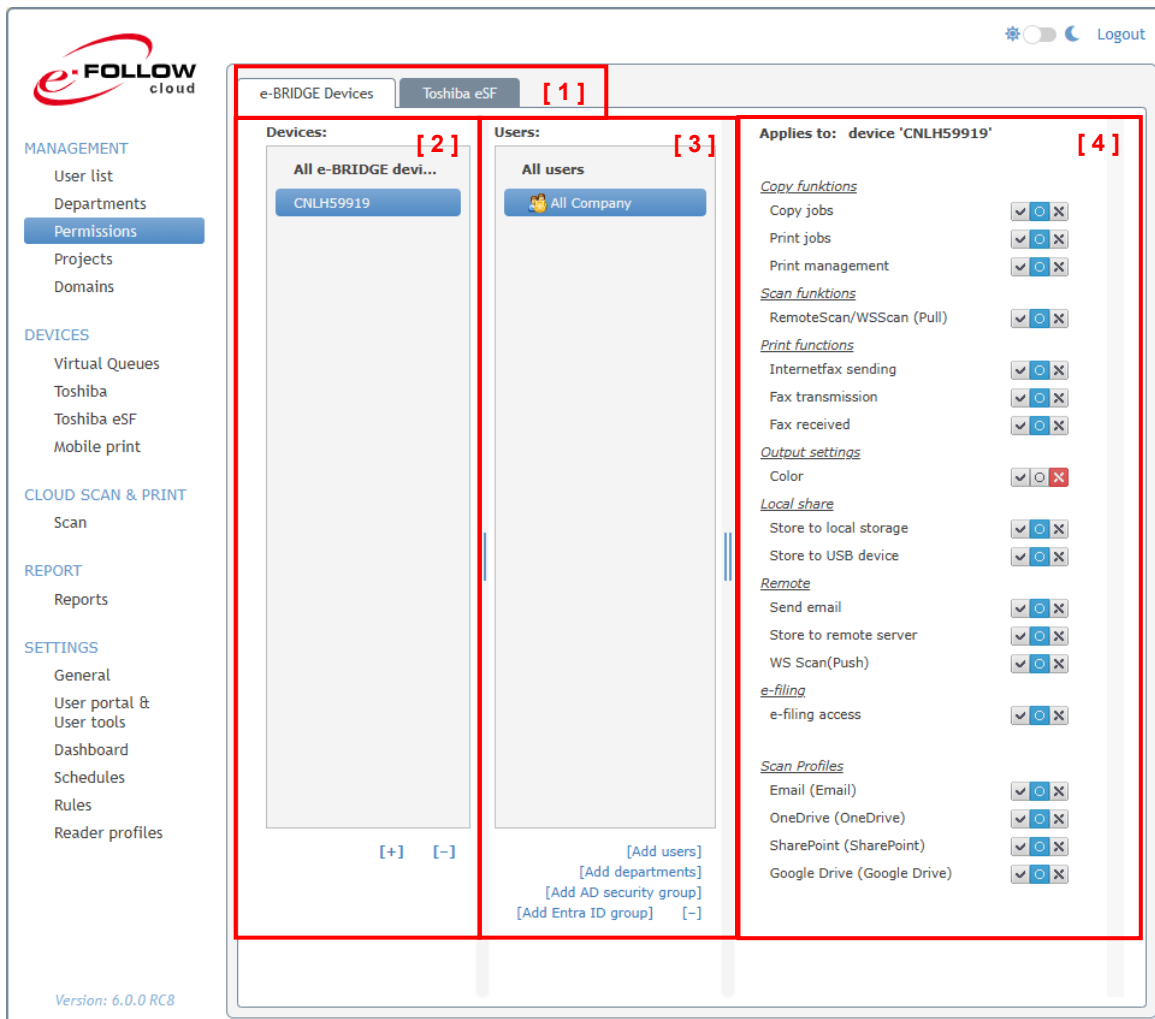 Logout
e-FOLLOW
cloud
MANAGEMENT
User list
Departments
Permissions
Projects
Domains
DEVICES
Virtual Queues
Toshiba
Toshiba eSF
Mobile print
CLOUD SCAN & PRINT
Scan
REPORT
Reports
SETTINGS
General
User portal &
User tools
Dashboard
Schedules
Rules
Reader profiles
Version: 6.0.0 RC8
e-BRIDGE Devices
Toshiba eSF
[ 1 ]
Devices:
[ 2 ]
All e-BRIDGE devi...
CNLH59919
[+] [−]
Users:
[ 3 ]
All users
All Company
[Add users]
[Add departments]
[Add AD security group]
[Add Entra ID group] [−]
Applies to: device 'CNLH59919'
[ 4 ]
Copy funktions
Copy jobs
Print jobs
Print management
Scan funktions
RemoteScan/WSScan (Pull)
Print functions
Internetfax sending
Fax transmission
Fax received
Output settings
Color
Local share
Store to local storage
Store to USB device
Remote
Send email
Store to remote server
WS Scan(Push)
e-filing
e-filing access
Scan Profiles
Email (Email)
OneDrive (OneDrive)
SharePoint (SharePoint)
Google Drive (Google Drive)